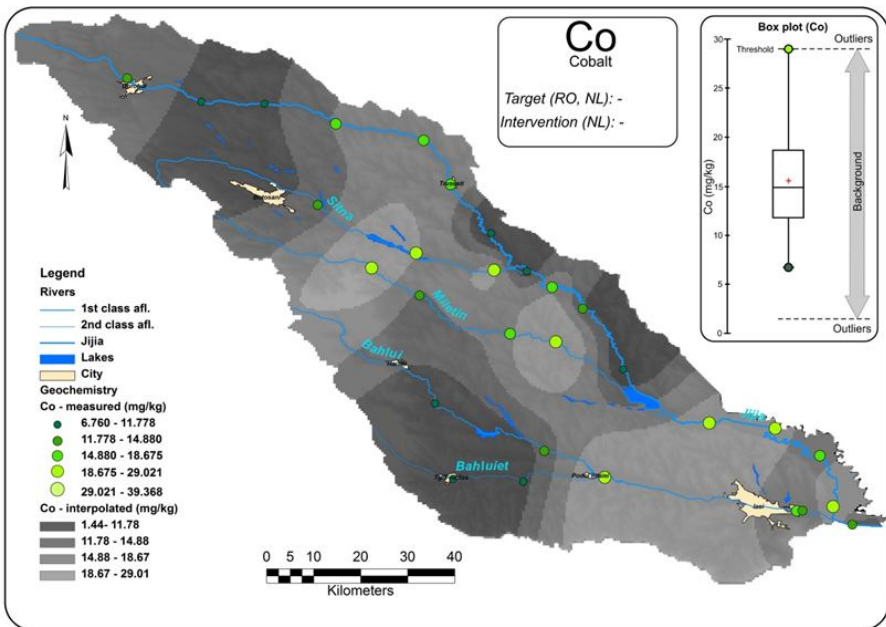 Co
Cobalt
Target (RO, NL): -
Intervention (NL): -
Box plot (Co)
Outliers
Threshold
30
25
20
15
10
5
0
Co (mg/kg)
Background
Outliers
N
Sitna
Miletin
Bahlui
Bahluiet
Jijia
Iasi
Legend
Rivers
1st class afl.
2nd class afl.
Jijia
Lakes
City
Geochemistry
Co - measured (mg/kg)
6.760 - 11.778
11.778 - 14.880
14.880 - 18.675
18.675 - 29.021
29.021 - 39.368
Co - interpolated (mg/kg)
1.44- 11.78
11.78 - 14.88
14.88 - 18.67
18.67 - 29.01
0 5 10 20 30 40
Kilometers